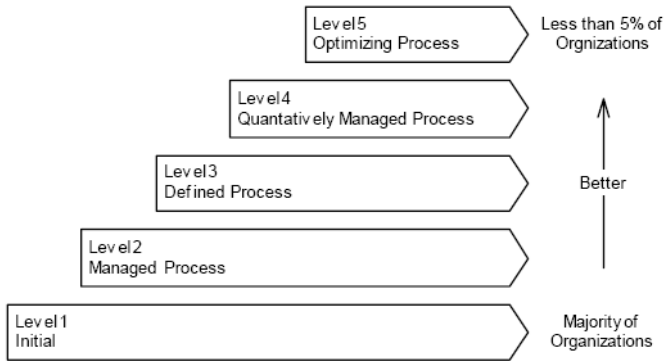 Level5
Optimizing Process
Less than 5% of
Orgnizations
Level4
Quantatively Managed Process
Level3
Defined Process
Better
Level2
Managed Process
Level1
Initial
Majority of
Organizations